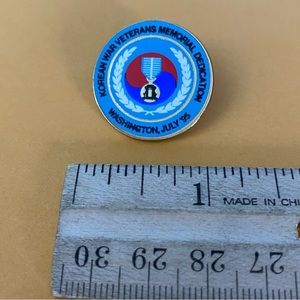 KOREAN WAR VETERANS MEMORIAL DEDICATION
WASHINGTON, JULY '95
1
MADE IN CHI
30 29 28 27